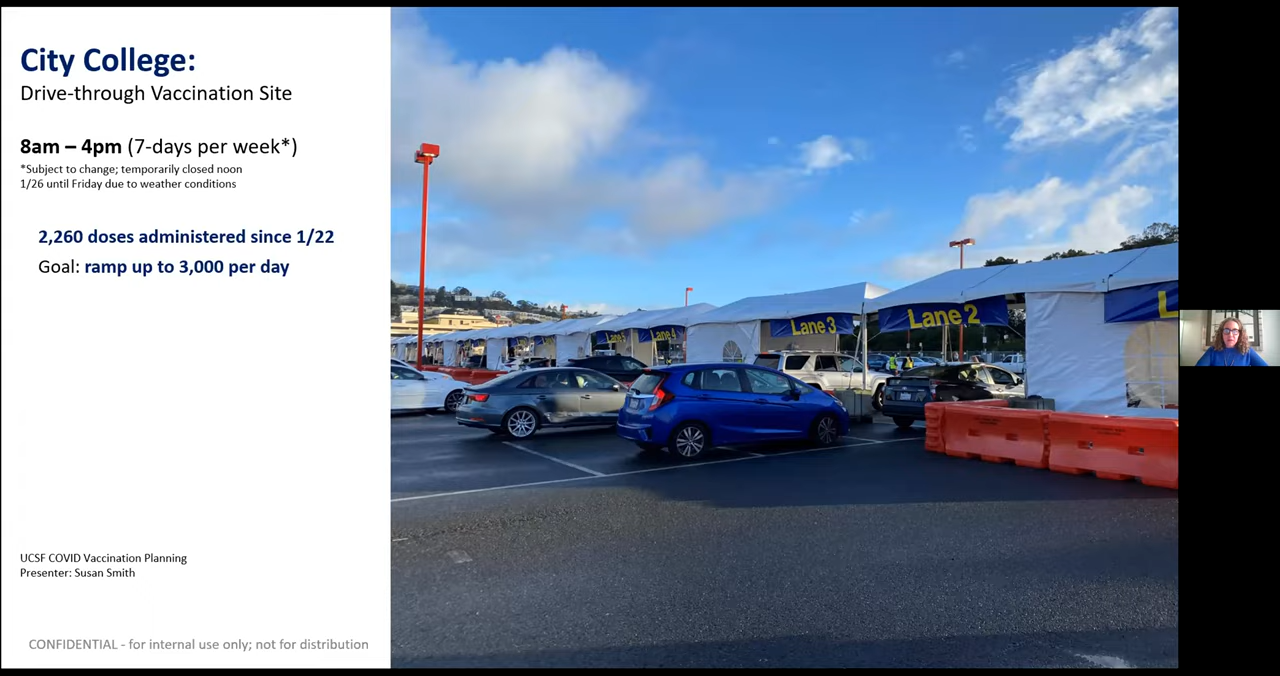 City College:
Drive-through Vaccination Site
8am – 4pm (7-days per week*)
*Subject to change; temporarily closed noon
1/26 until Friday due to weather conditions
2,260 doses administered since 1/22
Goal: ramp up to 3,000 per day
Lane 4
Lane 3
Lane 2
L
UCSF COVID Vaccination Planning
Presenter: Susan Smith
CONFIDENTIAL - for internal use only; not for distribution